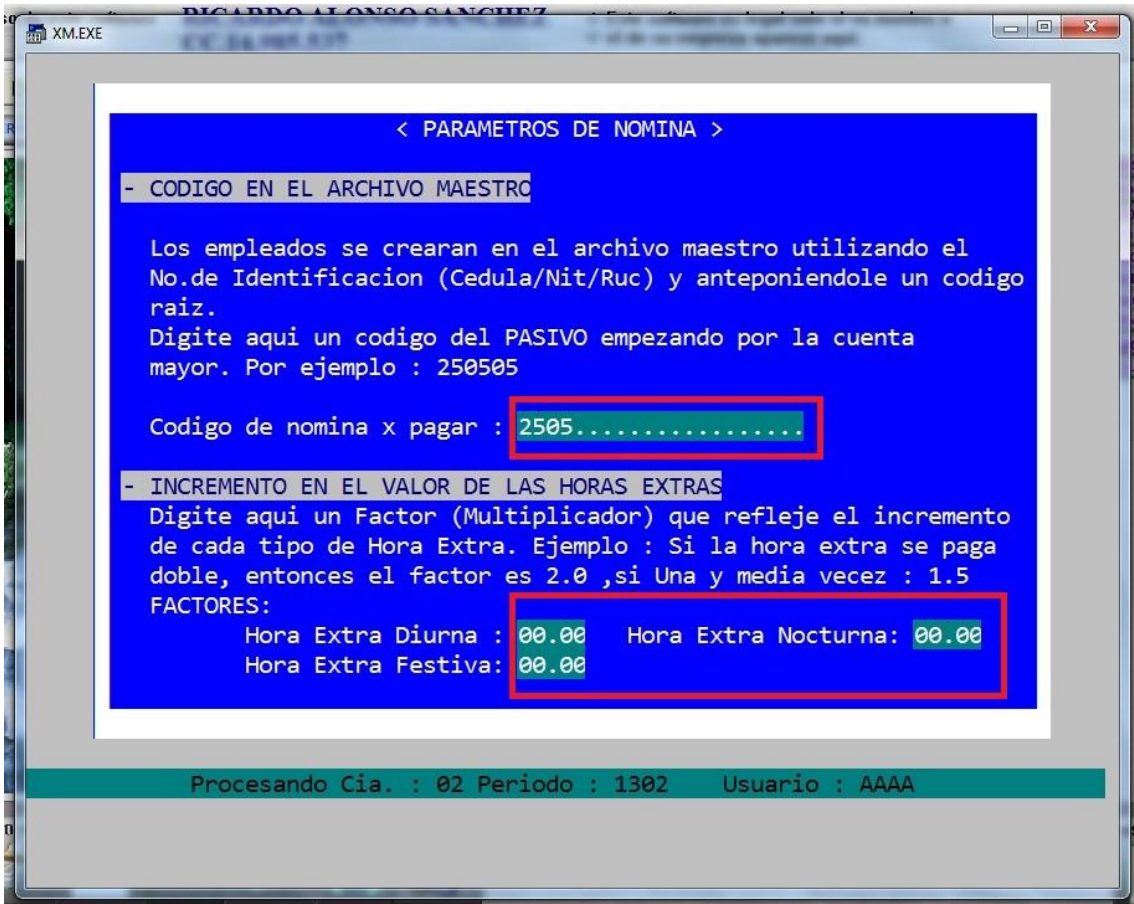 RICARDO ALONSO SANCHEZ
XM.EXE
< PARAMETROS DE NOMINA >
- CODIGO EN EL ARCHIVO MAESTRO
Los empleados se crearan en el archivo maestro utilizando el
No.de Identificacion (Cedula/Nit/Ruc) y anteponiendole un codigo
raiz.
Digite aqui un codigo del PASIVO empezando por la cuenta
mayor. Por ejemplo : 250505
Codigo de nomina x pagar : 2505.................
- INCREMENTO EN EL VALOR DE LAS HORAS EXTRAS
Digite aqui un Factor (Multiplicador) que refleje el incremento
de cada tipo de Hora Extra. Ejemplo : Si la hora extra se paga
doble, entonces el factor es 2.0 ,si Una y media vecez : 1.5
FACTORES:
Hora Extra Diurna : 00.00 Hora Extra Nocturna: 00.00
Hora Extra Festiva: 00.00
Procesando Cia. : 02 Periodo : 1302 Usuario : AAAA